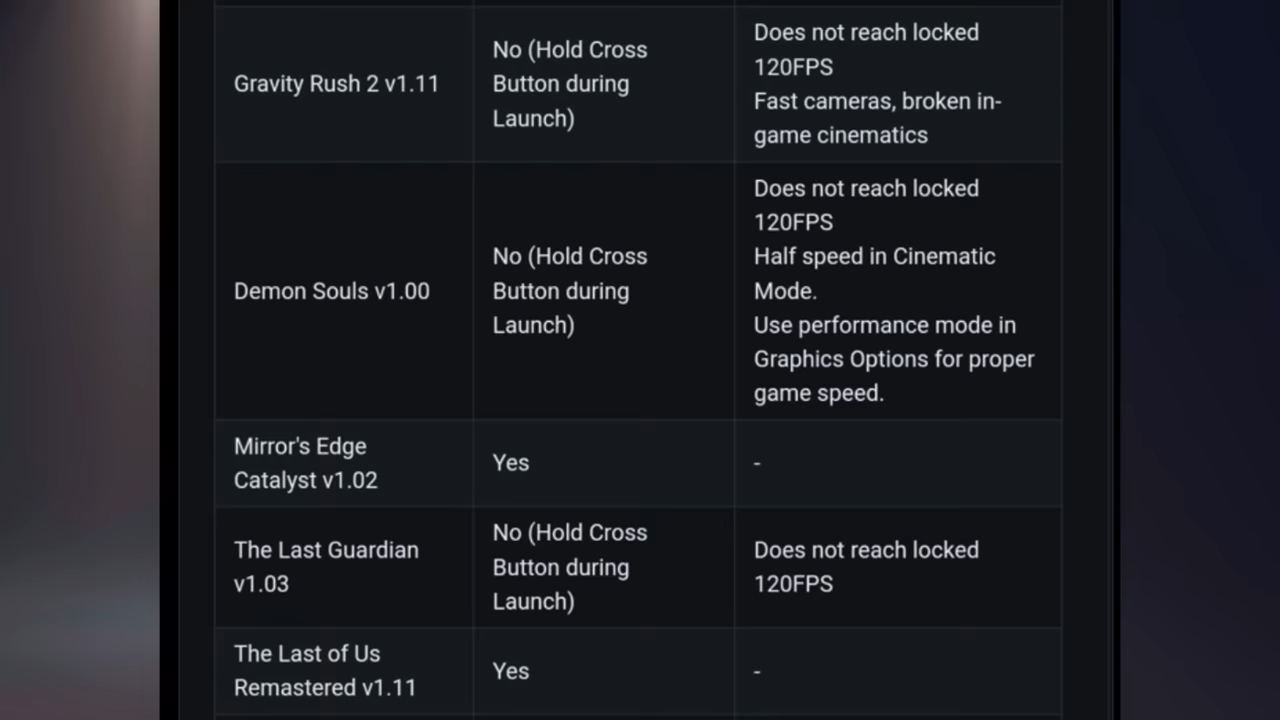 Gravity Rush 2 v1.11
No (Hold Cross
Button during
Launch)
Does not reach locked
120FPS
Fast cameras, broken in-
game cinematics
Demon Souls v1.00
No (Hold Cross
Button during
Launch)
Does not reach locked
120FPS
Half speed in Cinematic
Mode.
Use performance mode in
Graphics Options for proper
game speed.
Mirror's Edge
Catalyst v1.02
Yes
-
The Last Guardian
v1.03
No (Hold Cross
Button during
Launch)
Does not reach locked
120FPS
The Last of Us
Remastered v1.11
Yes
-